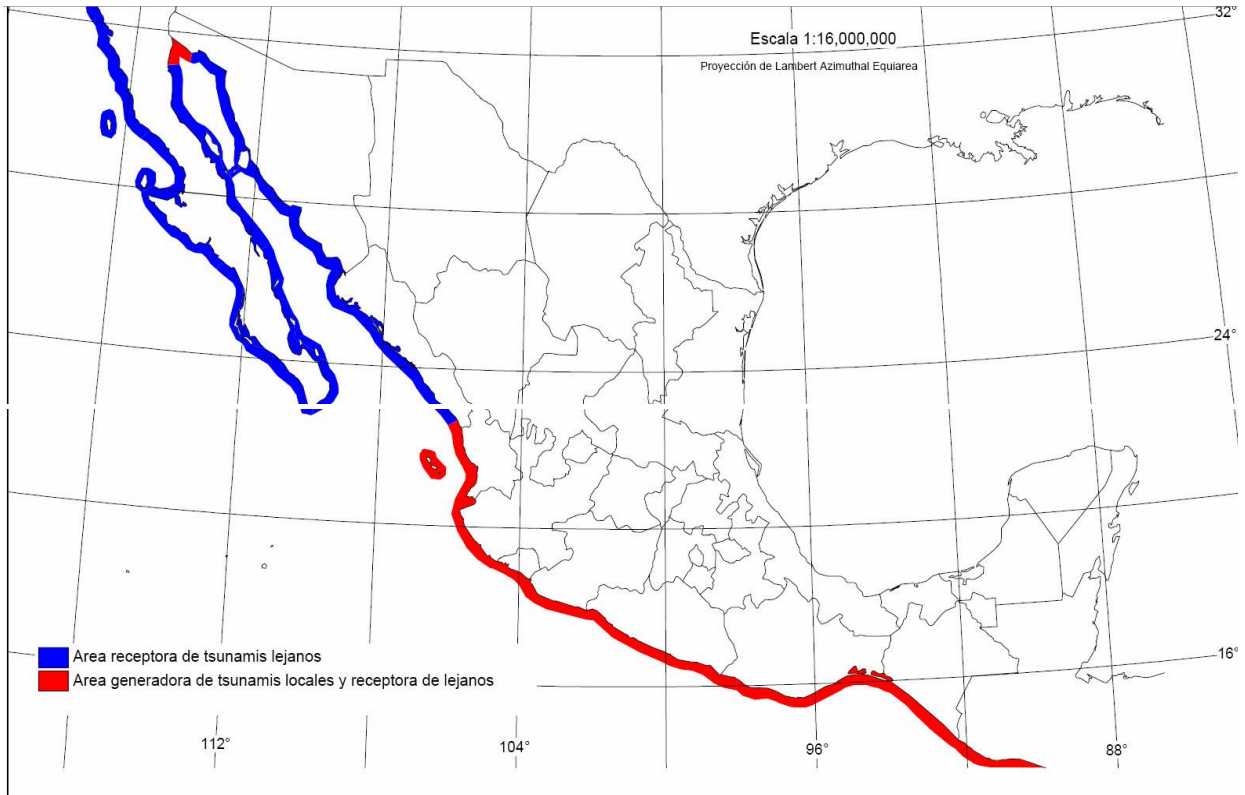 32°
Escala 1:16,000,000
Proyección de Lambert Azimuthal Equiarea
24°
Area receptora de tsunamis lejanos
16°
Area generadora de tsunamis locales y receptora de lejanos
112°
104°
96°
88°